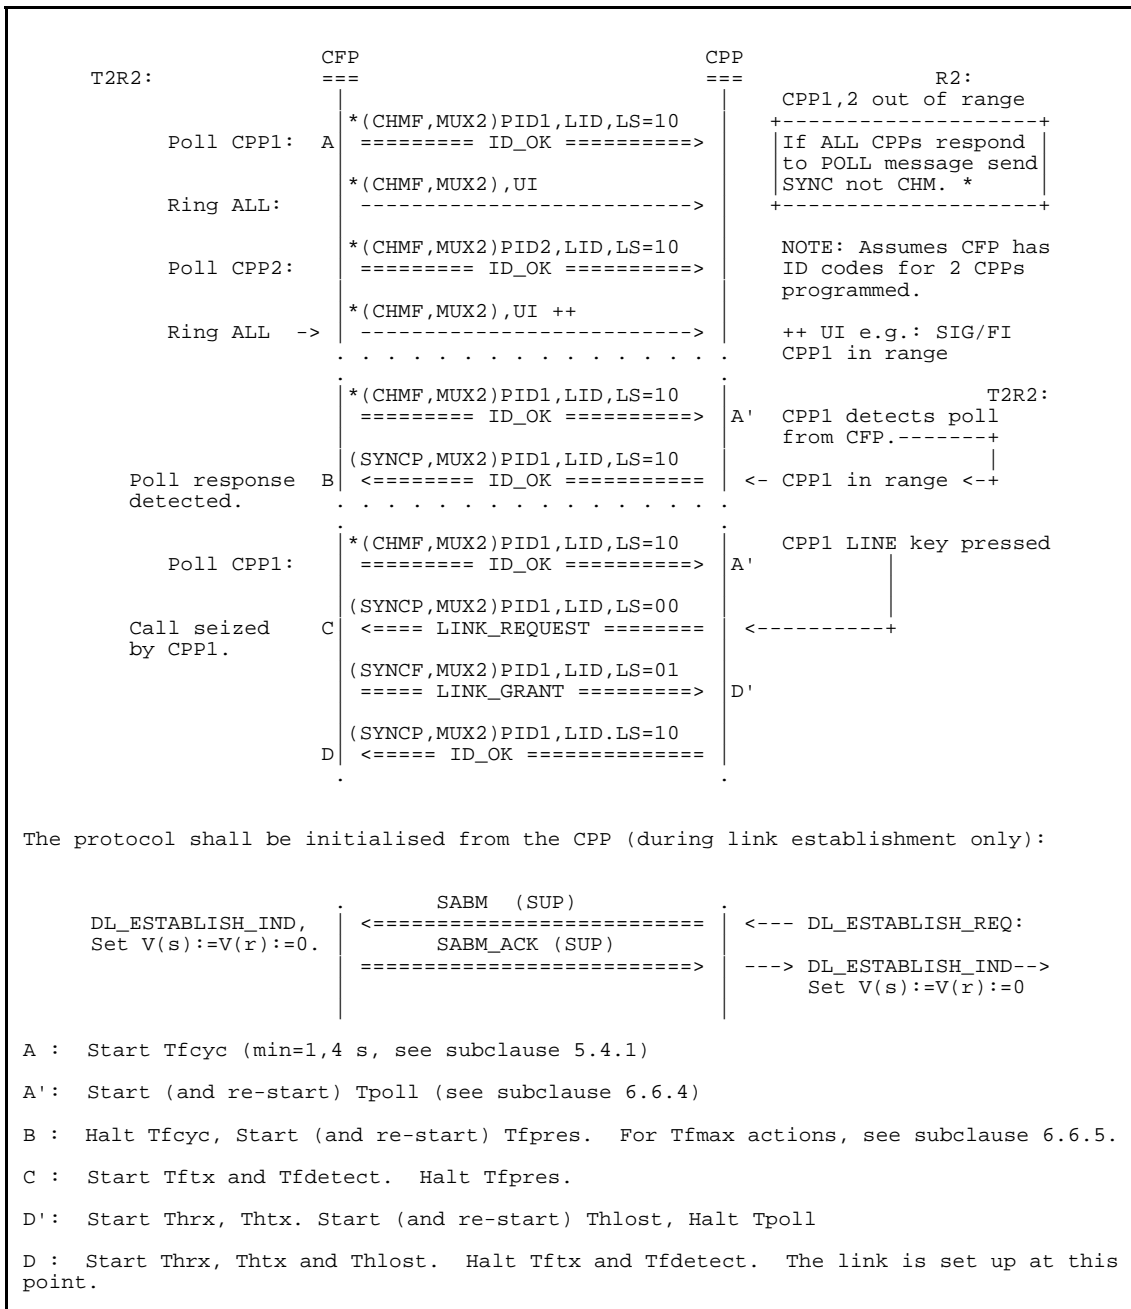 CFP                            CPP
     T2R2:              ===                            ===               R2:
                         |                              |    CPP1,2 out of range
                         |*(CHMF,MUX2)PID1,LID,LS=10    |   +--------------------+
           Poll CPP1:  A| ========= ID_OK ==========>   |   |If ALL CPPs respond |
                         |                              |   |to POLL message send|
                         |*(CHMF,MUX2),UI               |   |SYNC not CHM. *     |
           Ring ALL:     | -------------------------->  |   +--------------------+
                         |                              |
                         |*(CHMF,MUX2)PID2,LID,LS=10    |    NOTE: Assumes CFP has
           Poll CPP2:    | ========= ID_OK ==========>  |    ID codes for 2 CPPs
                         |                              |    programmed.
                         |*(CHMF,MUX2),UI ++            |
           Ring ALL  ->  | -------------------------->  |    ++ UI e.g.: SIG/FI
                         . . . . . . . . . . . . . . . .     CPP1 in range
                         .                              .
                         |*(CHMF,MUX2)PID1,LID,LS=10    |                    T2R2:
                         | ========= ID_OK ==========>  |A'  CPP1 detects poll
                         |                              |    from CFP.-------+
                         |(SYNCP,MUX2)PID1,LID,LS=10    |                    |
        Poll response  B| <======== ID_OK ===========   | <- CPP1 in range <-+
        detected.        . . . . . . . . . . . . . . . .
                         .                              .
                         |*(CHMF,MUX2)PID1,LID,LS=10    |    CPP1 LINE key pressed
           Poll CPP1:    | ========= ID_OK ==========>  |A'           |
                         |                              |             |
                         |(SYNCP,MUX2)PID1,LID,LS=00    |             |
        Call seized    C| <==== LINK_REQUEST ========   | <----------+
        by CPP1.         |                              |
                         |(SYNCF,MUX2)PID1,LID,LS=01    |
                         | ===== LINK_GRANT =========>  |D'
                         |                              |
                         |(SYNCP,MUX2)PID1,LID.LS=10    |
                       D| <===== ID_OK ==============   |
                         .                              .
The protocol shall be initialised from the CPP (during link establishment only):
                         .      SABM  (SUP)             .
     DL_ESTABLISH_IND,   | <==========================  | <--- DL_ESTABLISH_REQ:
     Set V(s):=V(r):=0.  |      SABM_ACK (SUP)          |
                         | ==========================>  | ---> DL_ESTABLISH_IND-->
                         |                              |      Set V(s):=V(r):=0
                         |                              |
A :  Start Tfcyc (min=1,4 s, see subclause 5.4.1)
A':  Start (and re-start) Tpoll (see subclause 6.6.4)
B :  Halt Tfcyc, Start (and re-start) Tfpres.  For Tfmax actions, see subclause 6.6.5.
C :  Start Tftx and Tfdetect.  Halt Tfpres.
D':  Start Thrx, Thtx. Start (and re-start) Thlost, Halt Tpoll
D :  Start Thrx, Thtx and Thlost.  Halt Tftx and Tfdetect.  The link is set up at this
point.